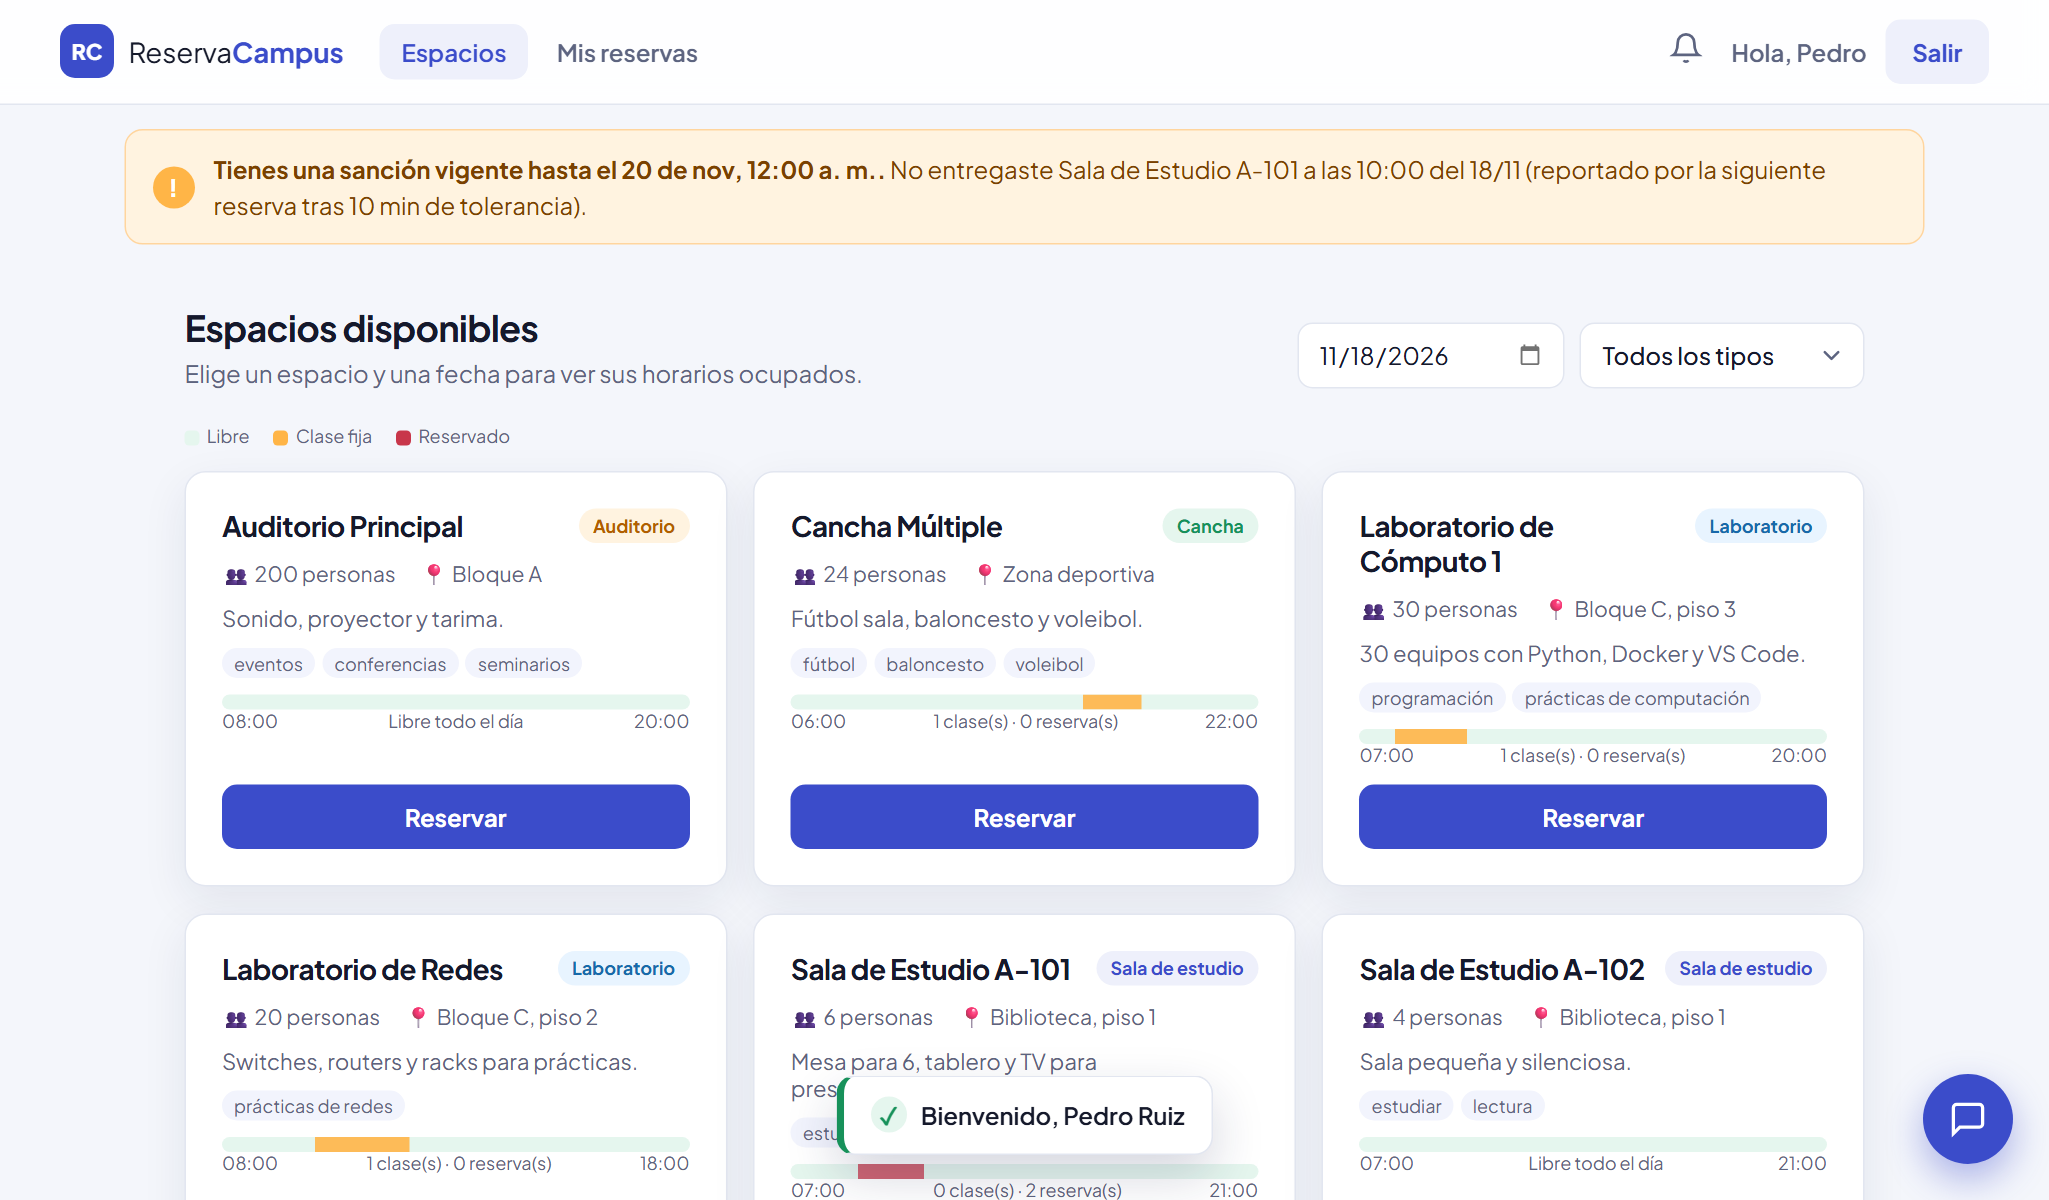 RC ReservaCampus Espacios Mis reservas Hola, Pedro Salir
Tienes una sanción vigente hasta el 20 de nov, 12:00 a. m.. No entregaste Sala de Estudio A-101 a las 10:00 del 18/11 (reportado por la siguiente
reserva tras 10 min de tolerancia).
Espacios disponibles
Elige un espacio y una fecha para ver sus horarios ocupados.
11/18/2026 Todos los tipos
Libre Clase fija Reservado
Auditorio Principal Auditorio
200 personas Bloque A
Sonido, proyector y tarima.
eventos conferencias seminarios
08:00 Libre todo el día 20:00
Reservar
Cancha Múltiple Cancha
24 personas Zona deportiva
Fútbol sala, baloncesto y voleibol.
fútbol baloncesto voleibol
06:00 1 clase(s) · 0 reserva(s) 22:00
Reservar
Laboratorio de Laboratorio
Cómputo 1
30 personas Bloque C, piso 3
30 equipos con Python, Docker y VS Code.
programación prácticas de computación
07:00 1 clase(s) · 0 reserva(s) 20:00
Reservar
Laboratorio de Redes Laboratorio
20 personas Bloque C, piso 2
Switches, routers y racks para prácticas.
prácticas de redes
08:00 1 clase(s) · 0 reserva(s) 18:00
Sala de Estudio A-101 Sala de estudio
6 personas Biblioteca, piso 1
Mesa para 6, tablero y TV para
07:00 0 clase(s) · 2 reserva(s) 21:00
Sala de Estudio A-102 Sala de estudio
4 personas Biblioteca, piso 1
Sala pequeña y silenciosa.
estudiar lectura
07:00 Libre todo el día 21:00
Bienvenido, Pedro Ruiz